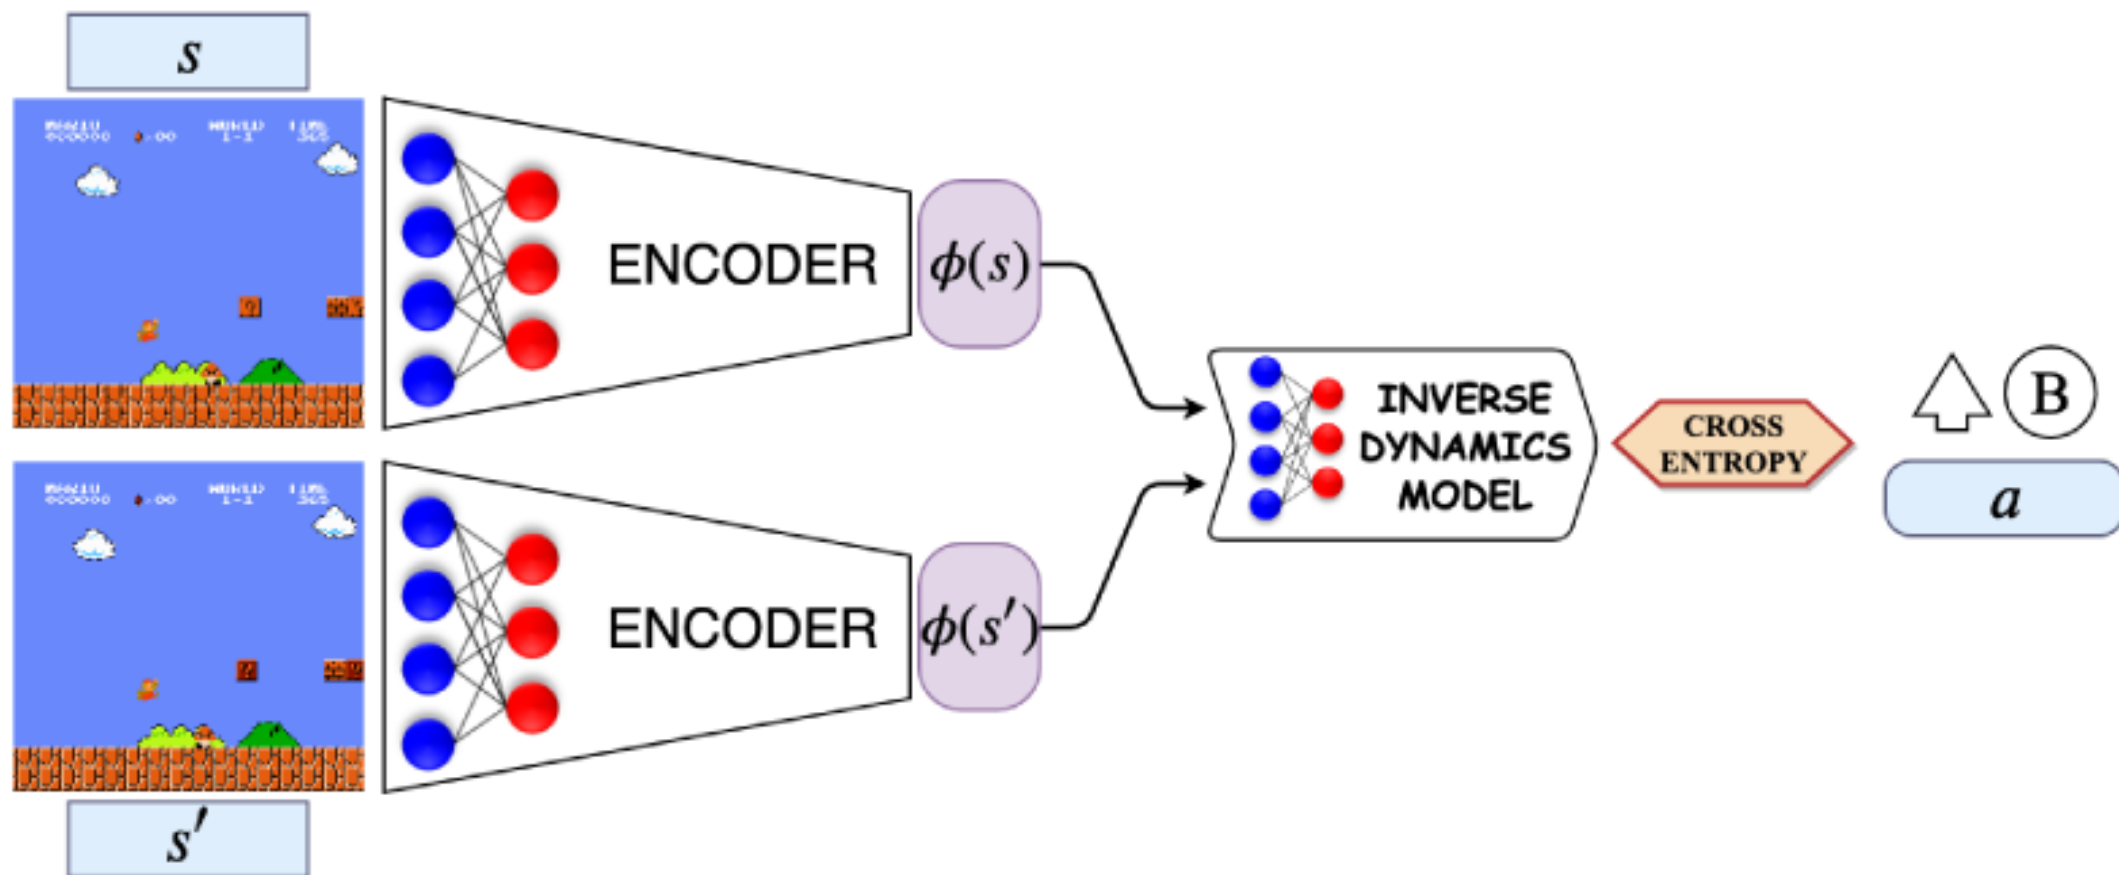 s
ENCODER
ϕ(s)
INVERSE
DYNAMICS
MODEL
CROSS
ENTROPY
B
a
ENCODER
ϕ(s′)
s′